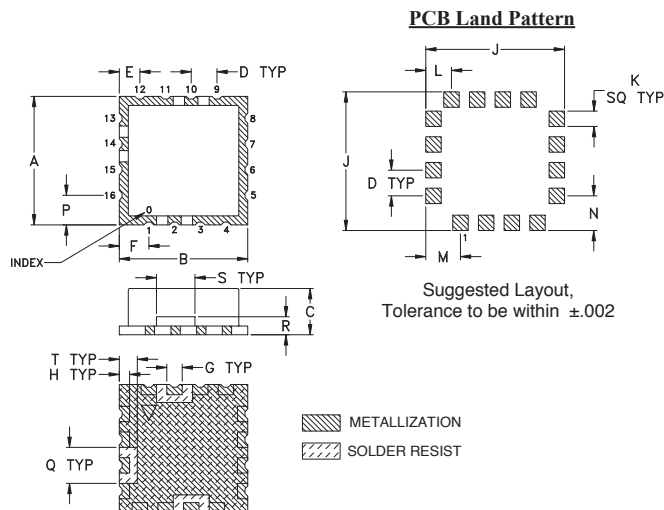 PCB Land Pattern
E
D TYP
12 11 10 9
13
14
15
16
8
7
6
5
A
P
0
1 2 3 4
F
B
INDEX
J
L
K
SQ TYP
J
D TYP
N
M
1
Suggested Layout,
Tolerance to be within ±.002
S TYP
C
R
T TYP
H TYP
G TYP
Q TYP
METALLIZATION
SOLDER RESIST